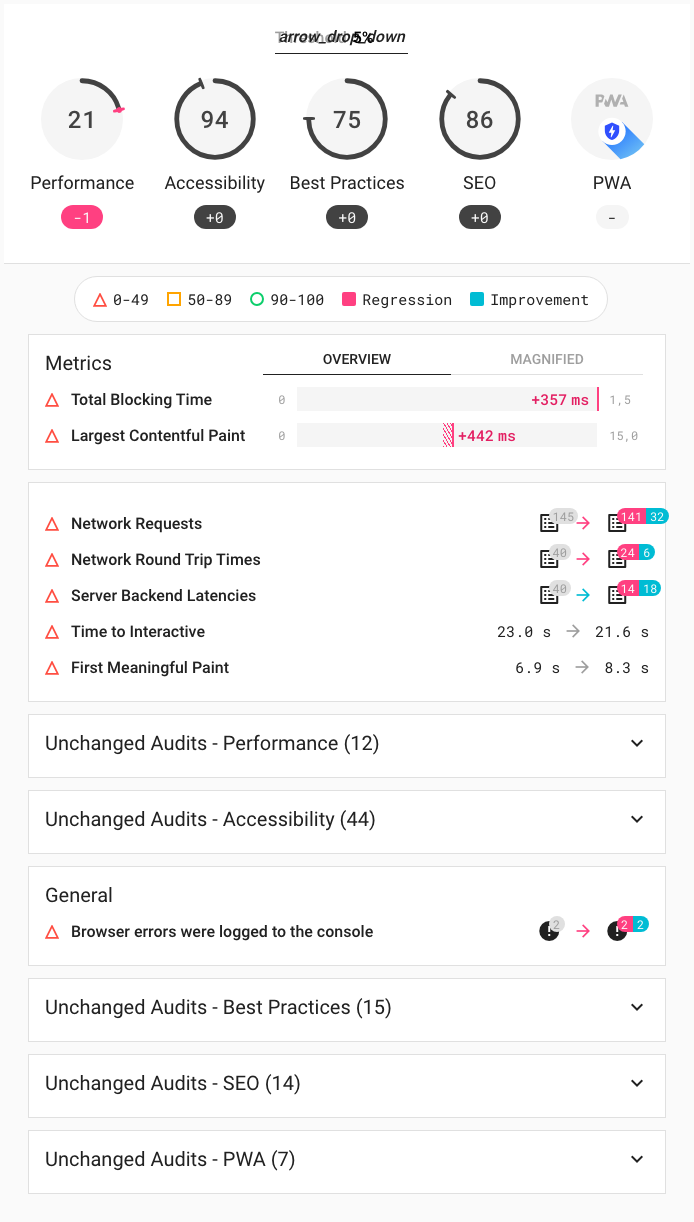 arrow_drop_down
5%
21
94
75
86
PWA
Performance
Accessibility
Best Practices
SEO
PWA
-1
+0
+0
+0
-
0-49
50-89
90-100
Regression
Improvement
Metrics
OVERVIEW
MAGNIFIED
Total Blocking Time
0
+357 ms
1,5
Largest Contentful Paint
0
+442 ms
15,0
Network Requests
145
141 32
Network Round Trip Times
40
24 6
Server Backend Latencies
40
14 18
Time to Interactive
23.0 s → 21.6 s
First Meaningful Paint
6.9 s → 8.3 s
Unchanged Audits - Performance (12)
Unchanged Audits - Accessibility (44)
General
Browser errors were logged to the console
! 2
! 2 2
Unchanged Audits - Best Practices (15)
Unchanged Audits - SEO (14)
Unchanged Audits - PWA (7)